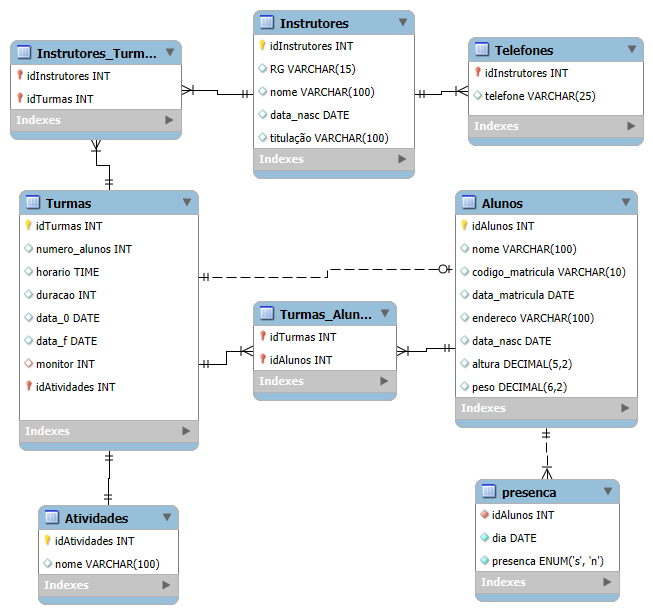 Instrutores_Turm...
idInstrutores INT
idTurmas INT
Indexes
Instrutores
idInstrutores INT
RG VARCHAR(15)
nome VARCHAR(100)
data_nasc DATE
titulação VARCHAR(100)
Indexes
Telefones
idInstrutores INT
telefone VARCHAR(25)
Indexes
Turmas
idTurmas INT
numero_alunos INT
horario TIME
duracao INT
data_0 DATE
data_f DATE
monitor INT
idAtividades INT
Indexes
Turmas_Alun...
idTurmas INT
idAlunos INT
Indexes
Alunos
idAlunos INT
nome VARCHAR(100)
codigo_matricula VARCHAR(10)
data_matricula DATE
endereco VARCHAR(100)
data_nasc DATE
altura DECIMAL(5,2)
peso DECIMAL(6,2)
Indexes
Atividades
idAtividades INT
nome VARCHAR(100)
Indexes
presenca
idAlunos INT
dia DATE
presenca ENUM('s', 'n')
Indexes